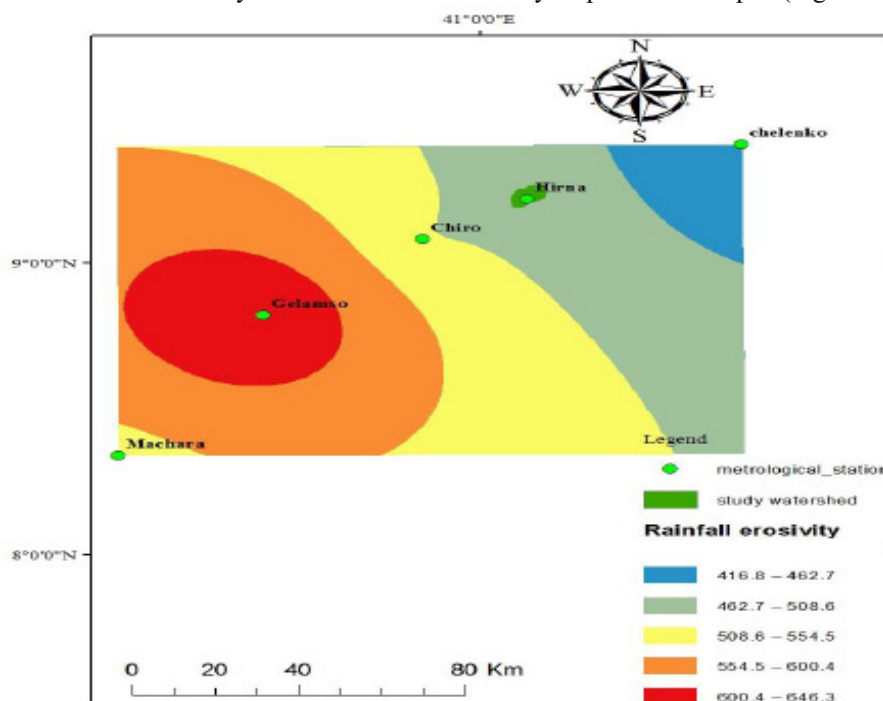 41°0'0"E
N
W E
S
chelenko
Hirna
Chiro
9°0'0"N
Gelamso
Machara
Legend
metrological_station
study watershed
Rainfall erosivity
8°0'0"N
416.8 – 462.7
462.7 – 508.6
508.6 – 554.5
554.5 – 600.4
600.4 – 646.3
0 20 40 80 Km